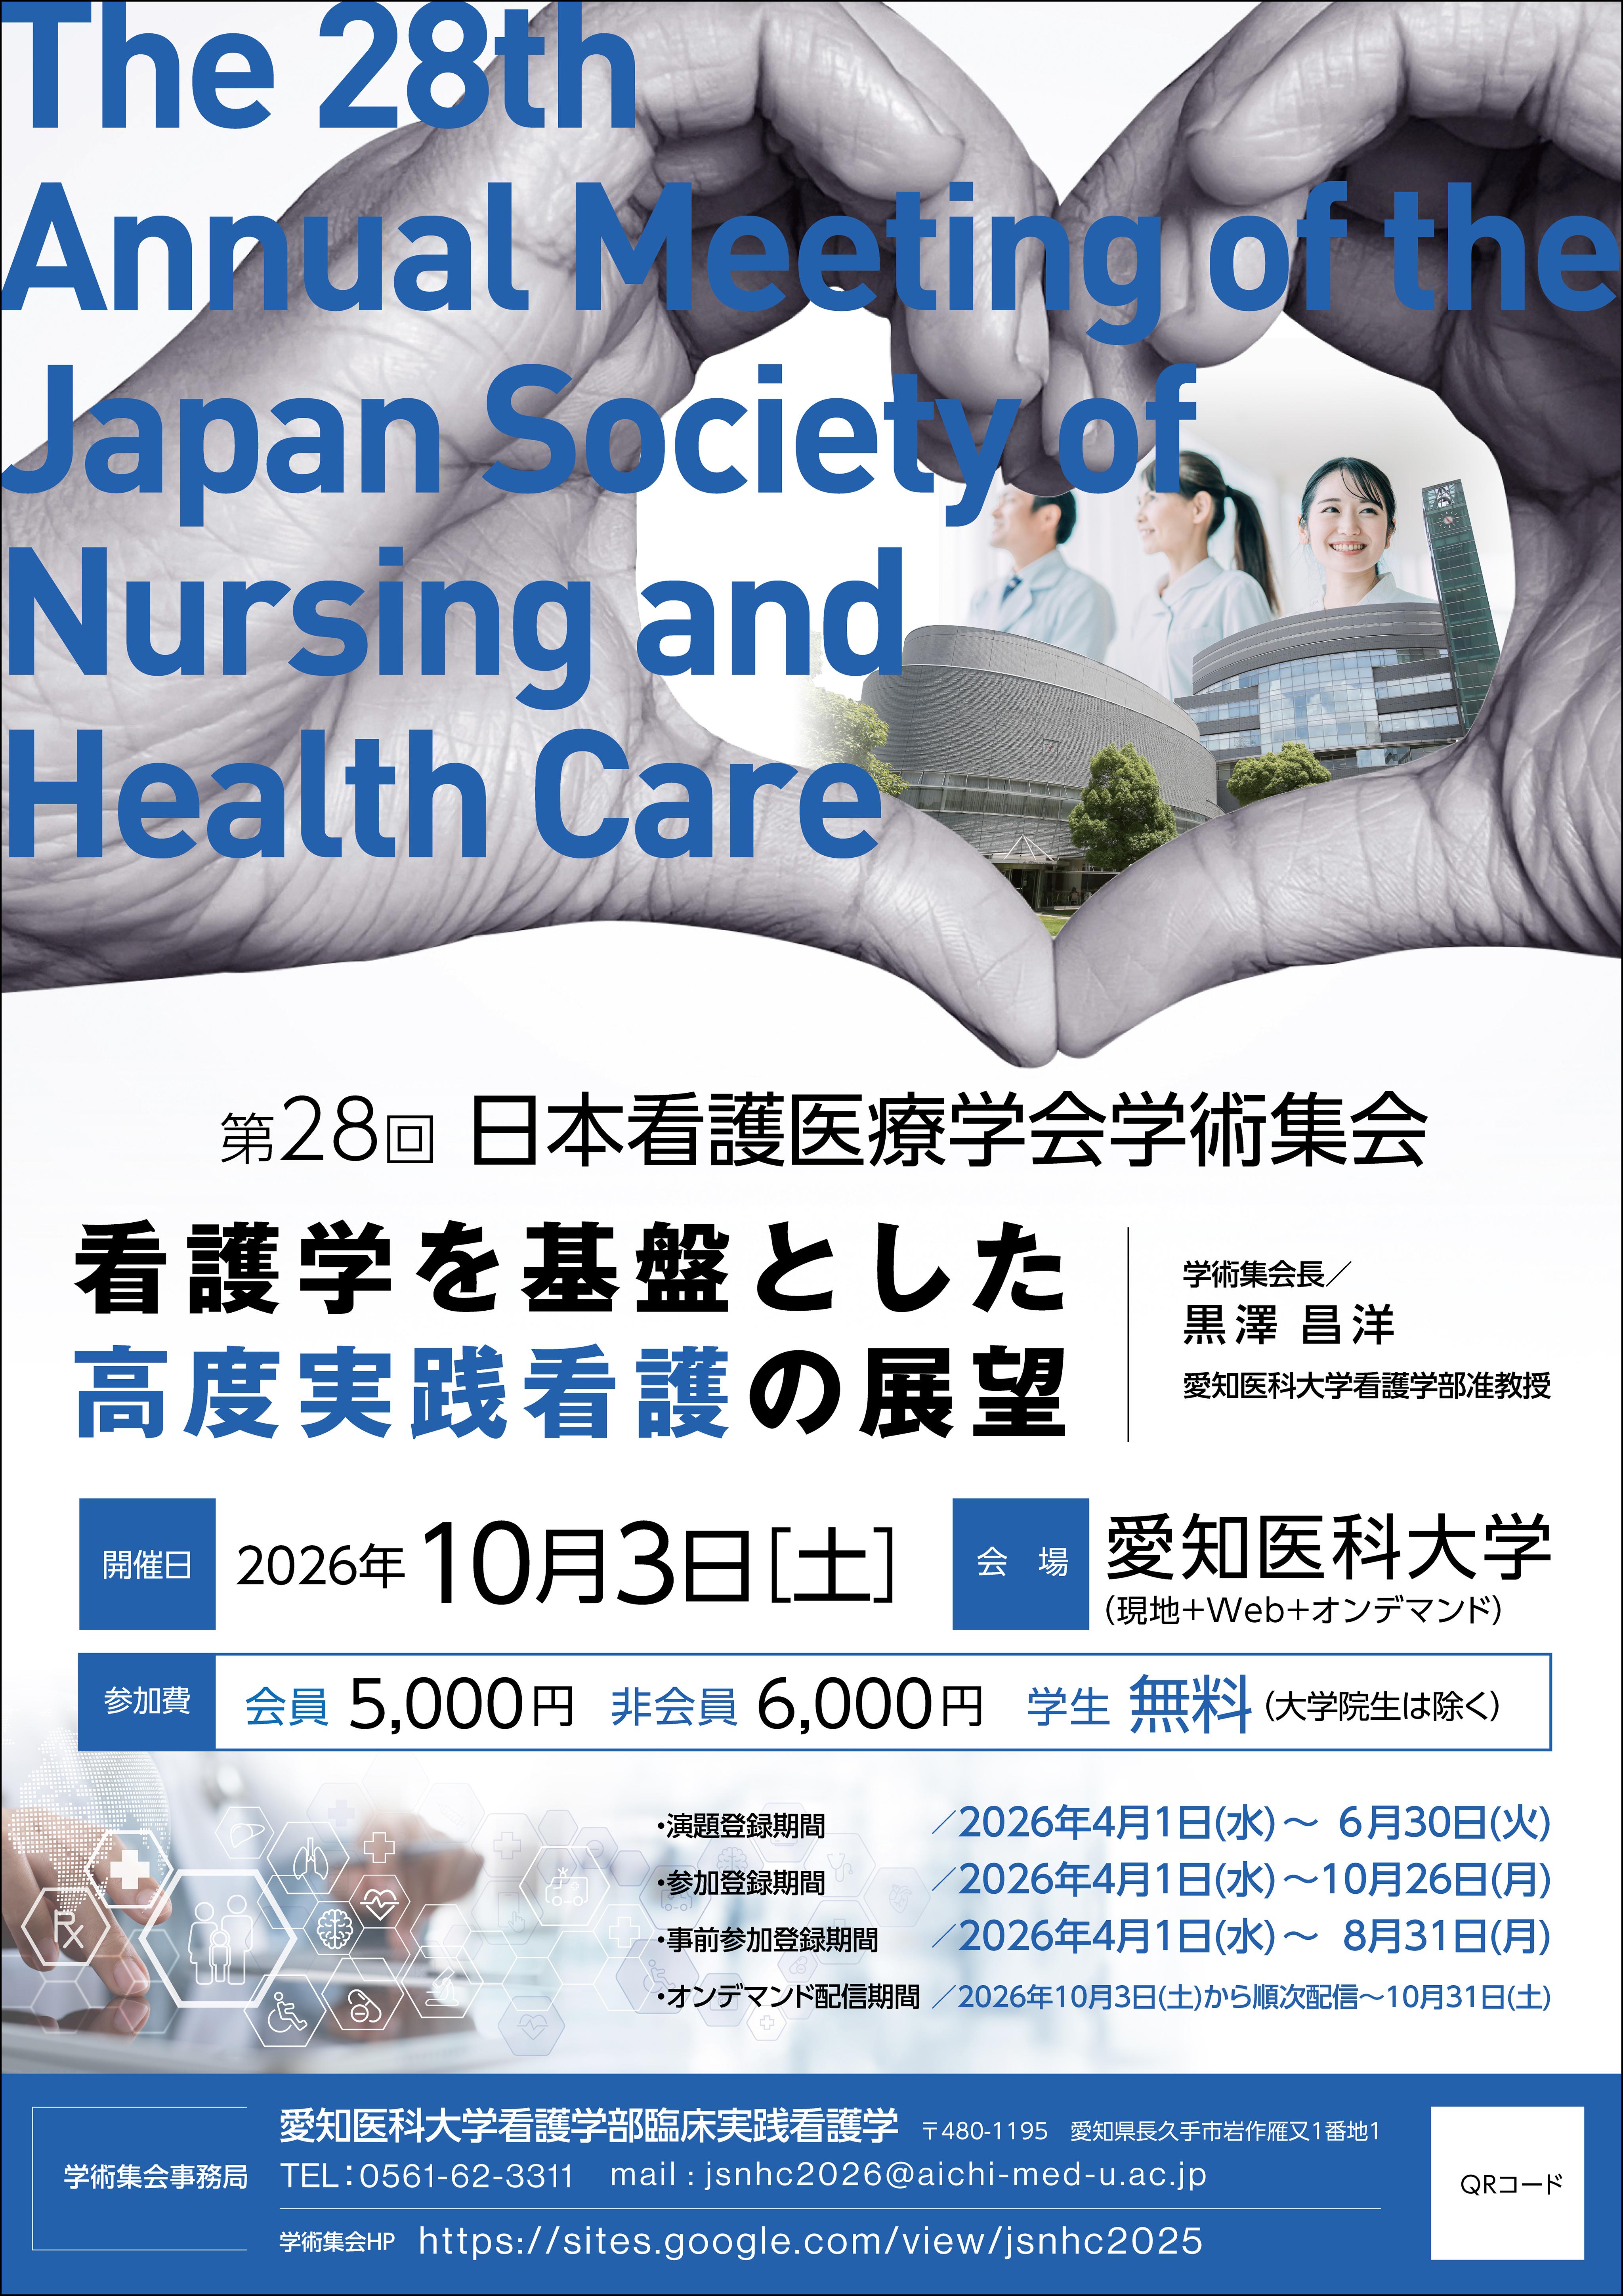 The 28th
Annual Meeting of the
Japan Society of
Nursing and
Health Care
第28回 日本看護医療学会学術集会
看護学を基盤とした
高度実践看護の展望
学術集会長／
黒澤 昌洋
愛知医科大学看護学部准教授
開催日 2026年10月3日[土]
会 場 愛知医科大学
(現地+Web+オンデマンド)
参加費 会員 5,000円 非会員 6,000円 学生 無料 (大学院生は除く)
・演題登録期間 ／2026年4月1日(水)～ 6月30日(火)
・参加登録期間 ／2026年4月1日(水)～10月26日(月)
・事前参加登録期間 ／2026年4月1日(水)～ 8月31日(月)
・オンデマンド配信期間 ／2026年10月3日(土)から順次配信～10月31日(土)
Rx
学術集会事務局
愛知医科大学看護学部臨床実践看護学 〒480-1195 愛知県長久手市岩作雁又1番地1
TEL：0561-62-3311 mail : jsnhc2026@aichi-med-u.ac.jp
学術集会HP https://sites.google.com/view/jsnhc2025
QRコード